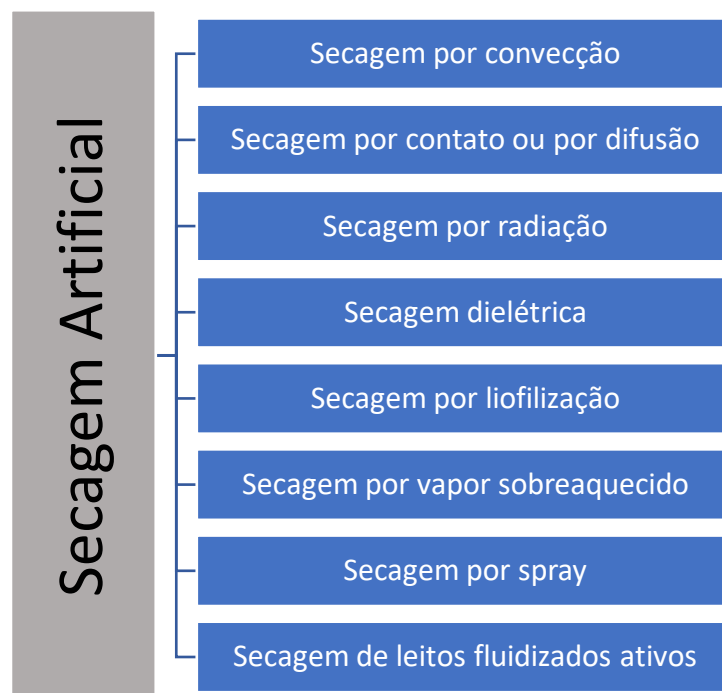 Secagem Artificial
Secagem por convecção
Secagem por contato ou por difusão
Secagem por radiação
Secagem dielétrica
Secagem por liofilização
Secagem por vapor sobreaquecido
Secagem por spray
Secagem de leitos fluidizados ativos